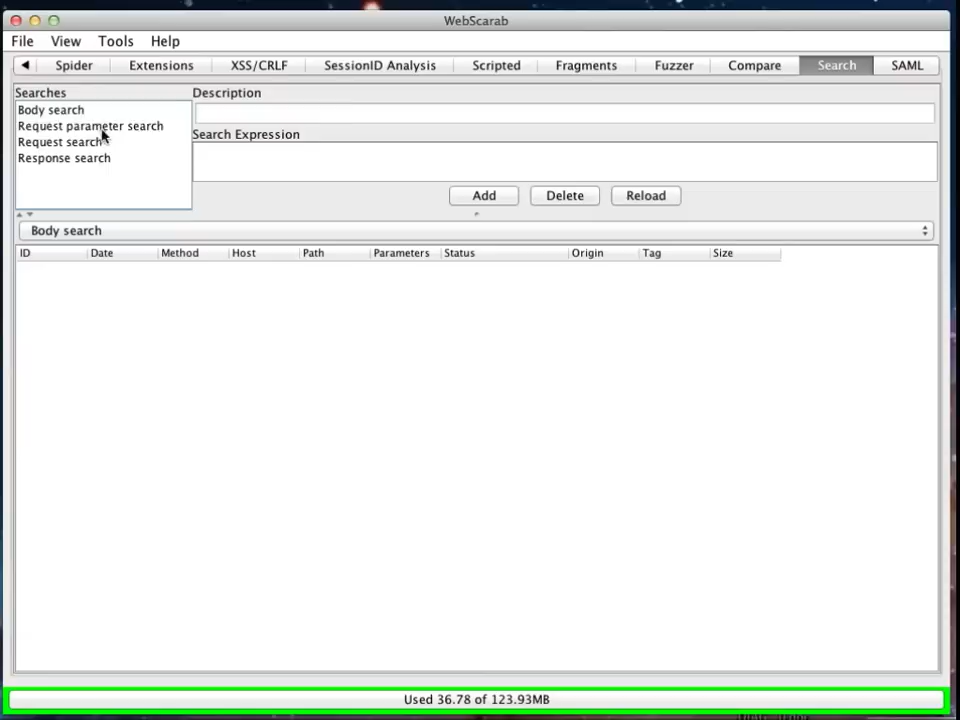 WebScarab
File View Tools Help
Spider Extensions XSS/CRLF SessionID Analysis Scripted Fragments Fuzzer Compare Search SAML
Searches Description
Body search
Request parameter search
Search Expression
Request search
Response search
Add Delete Reload
Body search
ID Date Method Host Path Parameters Status Origin Tag Size
Used 36.78 of 123.93MB